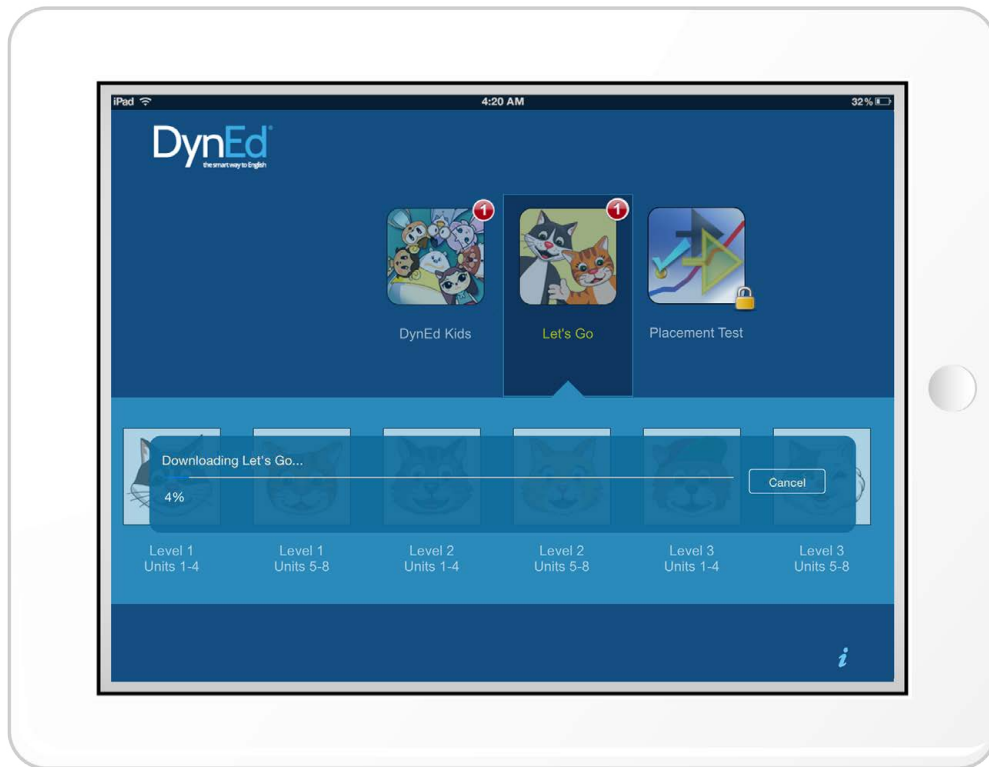 iPad 4:20 AM 32%
DynEd
the smart way to English
1 1
DynEd Kids Let's Go Placement Test
Downloading Let's Go...
4%
Cancel
Level 1 Level 1 Level 2 Level 2 Level 3 Level 3
Units 1-4 Units 5-8 Units 1-4 Units 5-8 Units 1-4 Units 5-8
i